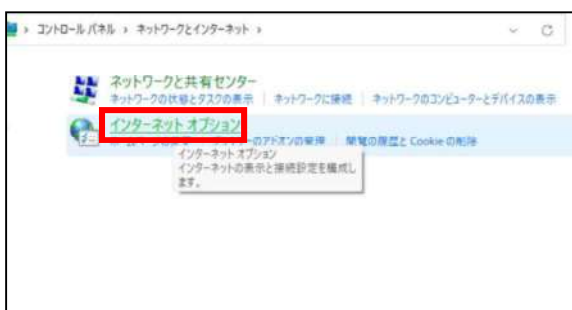 コントロール パネル › ネットワークとインターネット ›
ネットワークと共有センター
ネットワークの状態とタスクの表示 | ネットワークに接続 | ネットワークのコンピューターとデバイスの表示
インターネット オプション
のアドオンの管理 | 閲覧の履歴と Cookie の削除
インターネット オプション
インターネットの表示と接続設定を構成し
ます。